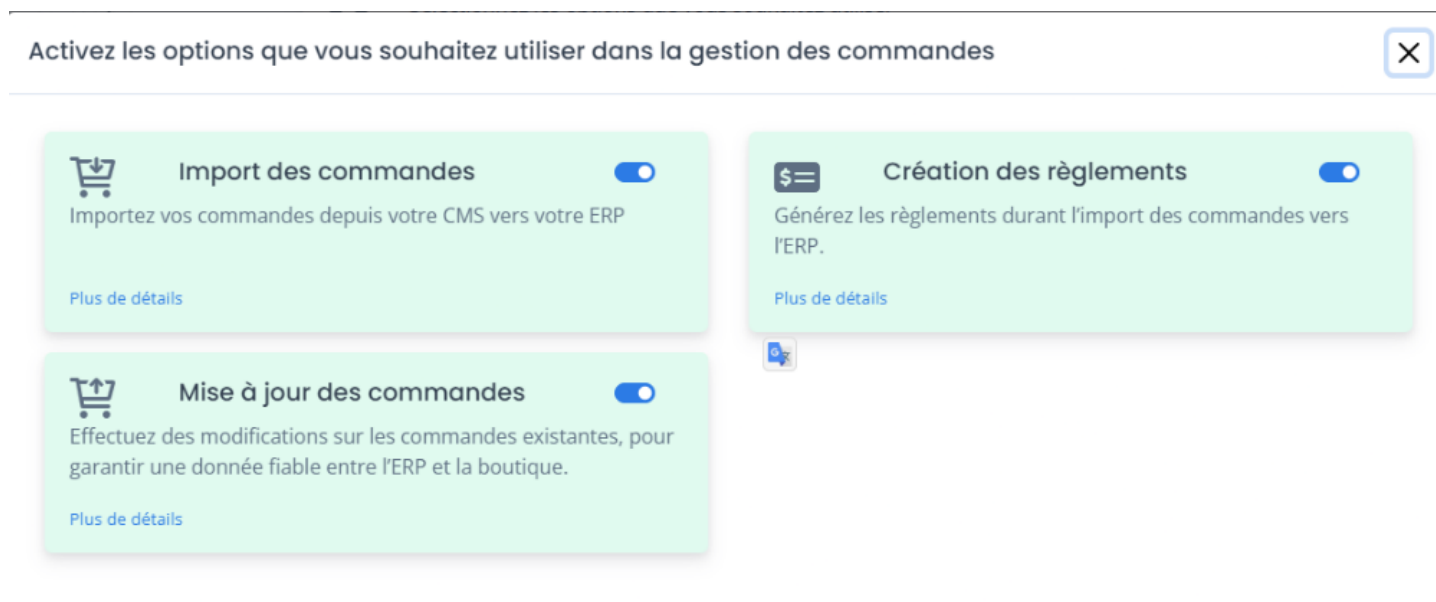 Activez les options que vous souhaitez utiliser dans la gestion des commandes
Import des commandes
Importez vos commandes depuis votre CMS vers votre ERP
Plus de détails
Création des règlements
Générez les règlements durant l'import des commandes vers
l'ERP.
Plus de détails
Mise à jour des commandes
Effectuez des modifications sur les commandes existantes, pour
garantir une donnée fiable entre l'ERP et la boutique.
Plus de détails